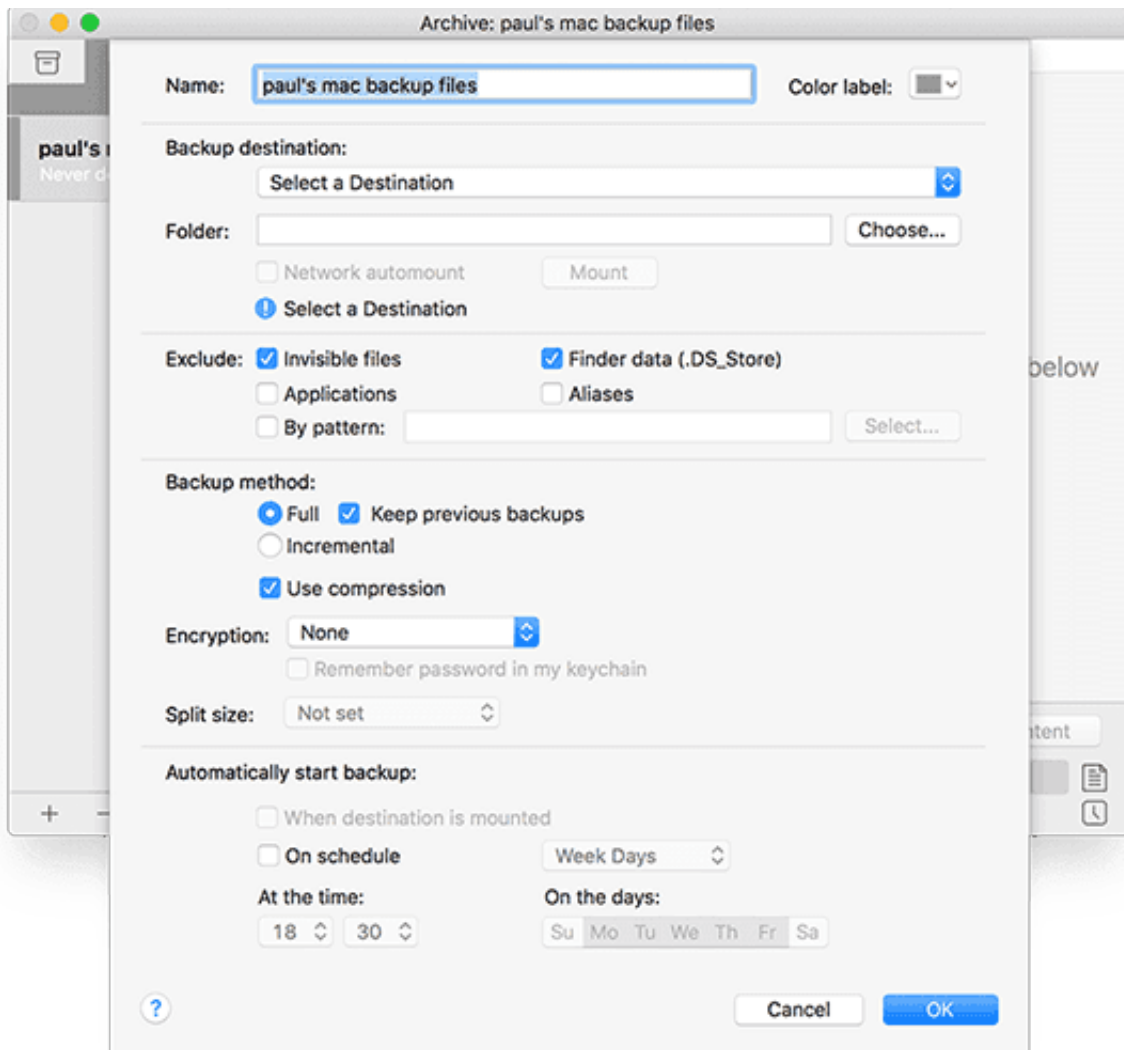 Archive: paul's mac backup files
Name: paul's mac backup files Color label:
paul's
Never d
Backup destination:
Select a Destination
Folder: Choose...
Network automount Mount
Select a Destination
Exclude: Invisible files Finder data (.DS_Store)
below
Applications Aliases
By pattern: Select...
Backup method:
Full Keep previous backups
Incremental
Use compression
Encryption: None
Remember password in my keychain
Split size: Not set
ntent
Automatically start backup:
When destination is mounted
On schedule Week Days
At the time: On the days:
18 30 Su Mo Tu We Th Fr Sa
? Cancel OK